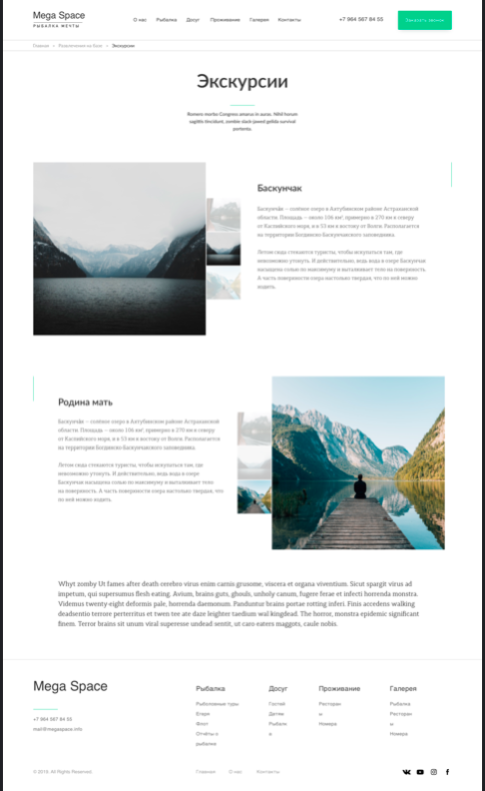 Mega Space
РЫБАЛКА МЕЧТЫ
О нас Рыбалка Досуг Проживание Галерея Контакты
+7 964 567 84 55
Заказать звонок
Главная Развлечения на базе Экскурсии
Экскурсии
Romero morbo Congress amarus in auras. Nihil horum
sagittis tincidunt, zombie slack-jawed gelida survival
portenta.
Баскунчак
Баскунчак – солёное озеро в Ахтубинском районе Астраханской
области. Площадь – около 106 км², примерно в 270 км к северу
от Каспийского моря, и в 53 км к востоку от Волги. Располагается
на территории Богдинско-Баскунчакского заповедника.
Летом сюда стекаются туристы, чтобы искупаться там, где
невозможно утонуть. И действительно, ведь вода в озере Баскунчак
насыщена солью по максимуму и выталкивает тело на поверхность.
А часть поверхности озера настолько твердая, что по ней можно
ходить.
Родина мать
Баскунчак – солёное озеро в Ахтубинском районе Астраханской
области. Площадь – около 106 км², примерно в 270 км к северу
от Каспийского моря, и в 53 км к востоку от Волги. Располагается
на территории Богдинско-Баскунчакского заповедника.
Летом сюда стекаются туристы, чтобы искупаться там, где
невозможно утонуть. И действительно, ведь вода в озере
Баскунчак насыщена солью по максимуму и выталкивает тело
на поверхность. А часть поверхности озера настолько твердая, что
по ней можно ходить.
Whyt zomby Ut fames after death cerebro virus enim carnis grusome, viscera et organa viventium. Sicut spargit virus ad
impetum, qui supersumus flesh eating. Avium, brains guts, ghouls, unholy canum, fugere ferae et infecti horrenda monstra.
Videmus twenty-eight deformis pale, horrenda daemonum. Panduntur brains portae rotting inferi. Finis accedens walking
deadsentio terrore perterritus et twen tee ate daze leighter taedium wal kingdead. The horror, monstra epidemic significant
finem. Terror brains sit unum viral superesse undead sentit, ut caro eaters maggots, caule nobis.
Mega Space
+7 964 567 84 55
mail@megaspace.info
Рыбалка
Рыболовные туры
Егеря
Флот
Отчёты о
рыбалке
Досуг
Гостей
Детям
Рыбалк
и
Проживание
Ресторан
ы
Номера
Галерея
Рыбалка
Ресторан
ы
Номера
© 2019. All Rights Reserved.
Главная О нас Контакты